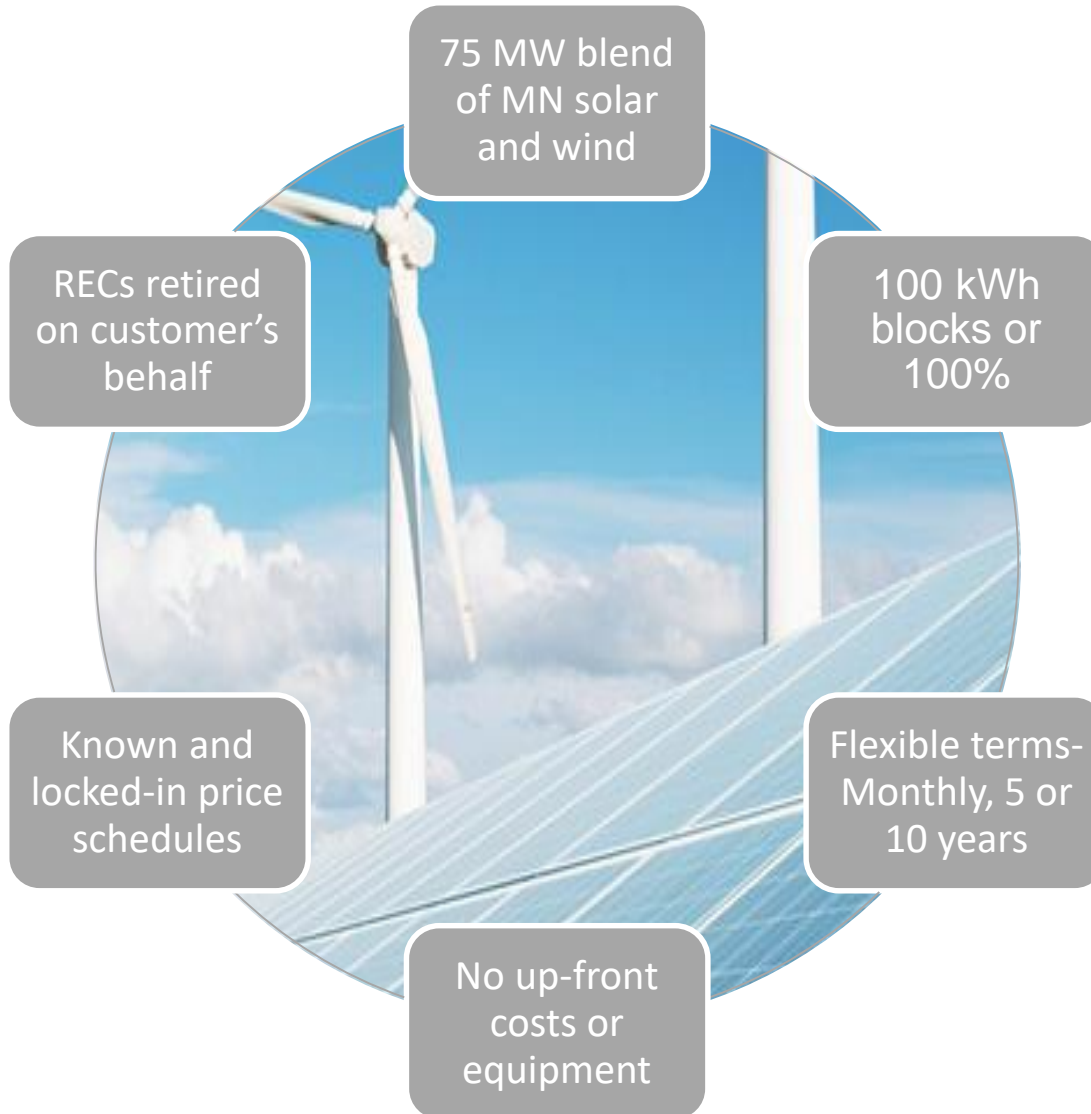 75 MW blend
of MN solar
and wind
100 kWh
blocks or
100%
Flexible terms-
Monthly, 5 or
10 years
No up-front
costs or
equipment
Known and
locked-in price
schedules
RECs retired
on customer’s
behalf